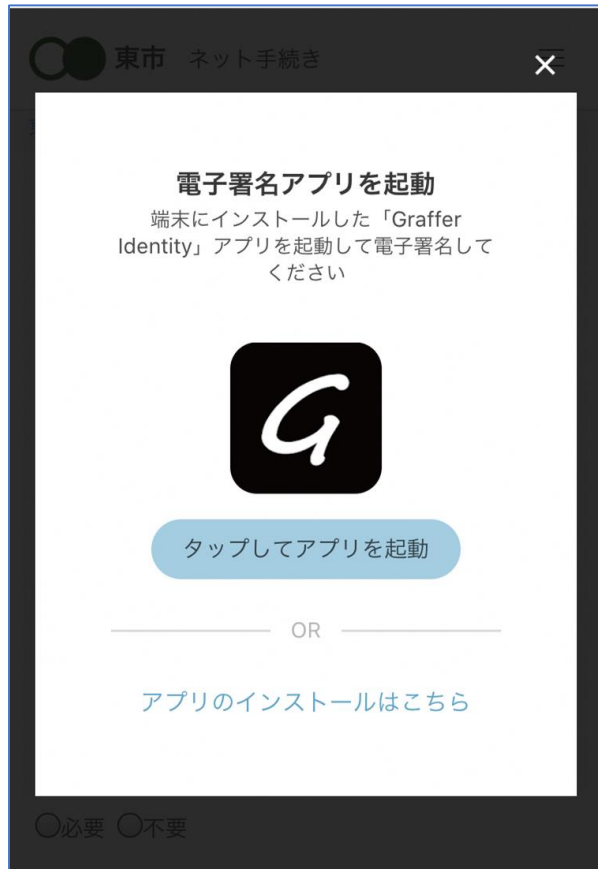 東市 ネット手続き
×
電子署名アプリを起動
端末にインストールした「Graffer
Identity」アプリを起動して電子署名して
ください
G
タップしてアプリを起動
OR
アプリのインストールはこちら
○必要 ○不要